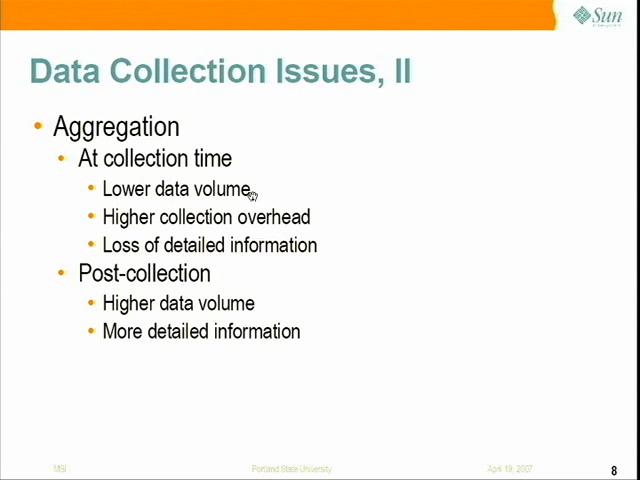 Sun
Data Collection Issues, II
• Aggregation
• At collection time
• Lower data volume
• Higher collection overhead
• Loss of detailed information
• Post-collection
• Higher data volume
• More detailed information
MSI
Portland State University
April 19, 2007
8